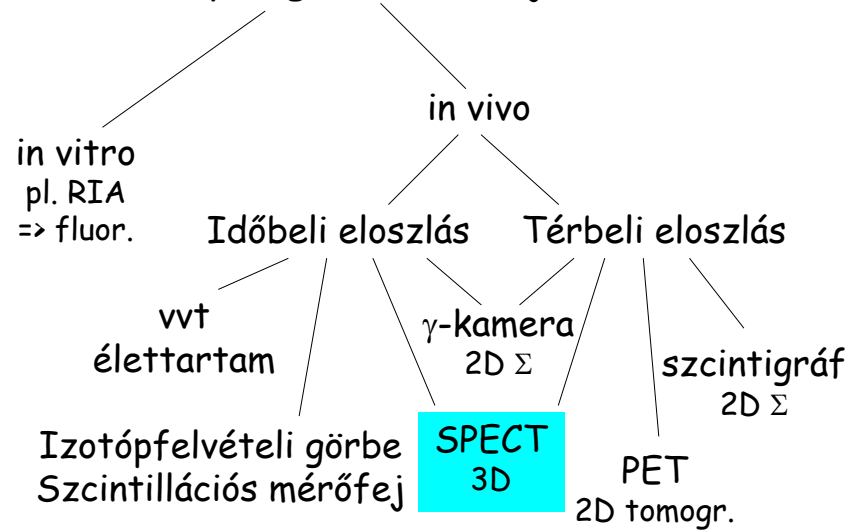 in vivo
in vitro
pl. RIA
=> fluor.
Időbeli eloszlás
Térbeli eloszlás
vvt
élettartam
γ-kamera
2D Σ
szcintigráf
2D Σ
Izotópfelvételi görbe
Szcintillációs mérőfej
SPECT
3D
PET
2D tomogr.